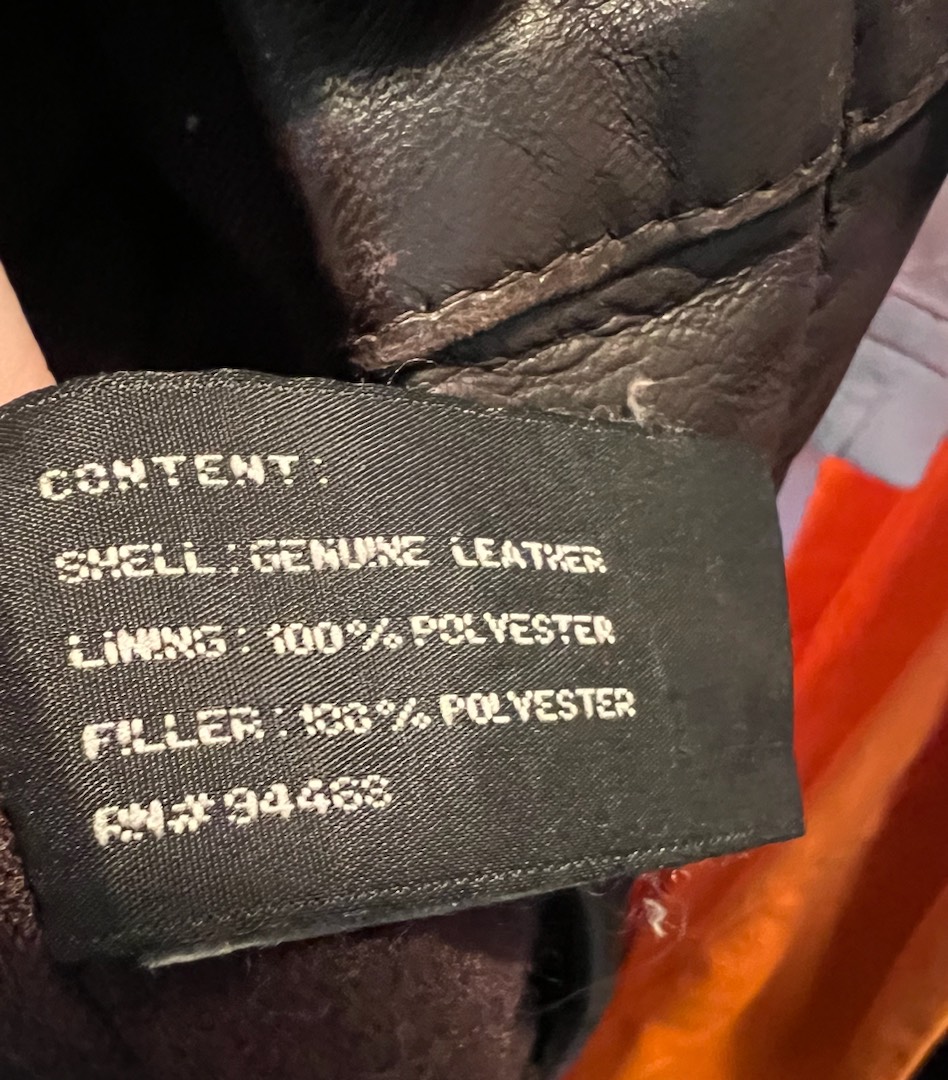 CONTENT:
SHELL: GENUINE LEATHER
LINING: 100% POLYESTER
FILLER: 100% POLYESTER
RN# 94468